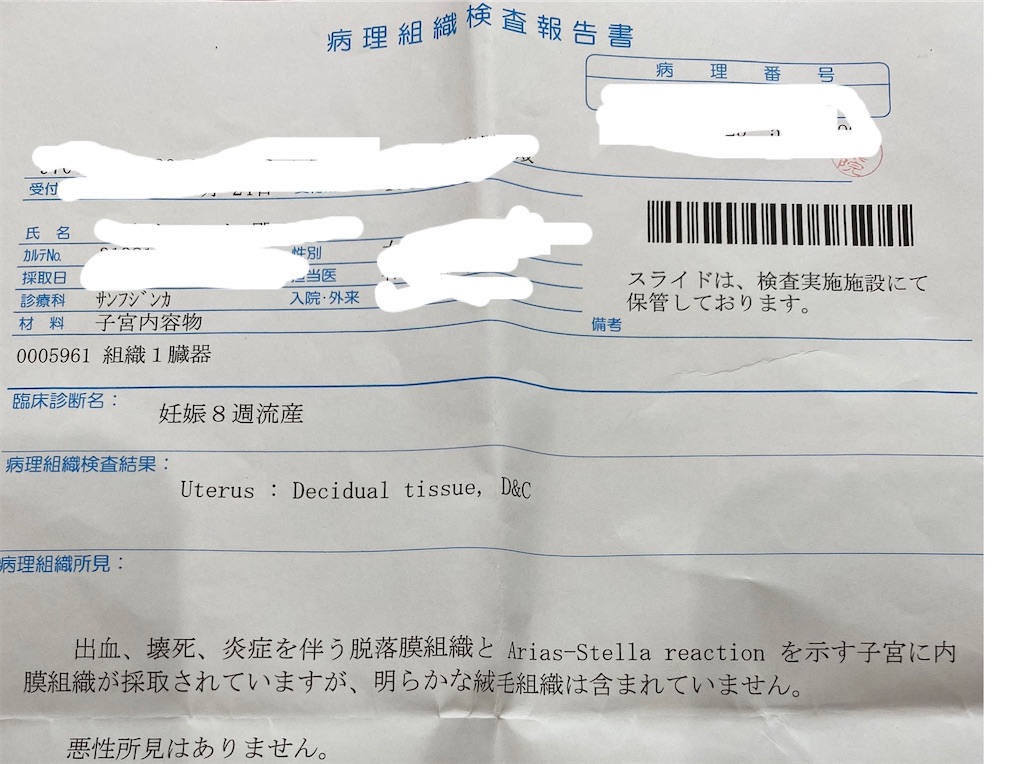 病理組織検査報告書
病理番号
受付
氏名
カルテNo.
性別
採取日
担当医
診療科 サンフジンカ
入院・外来
材料 子宮内容物
スライドは、検査実施施設にて
保管しております。
備考
0005961 組織1臓器
臨床診断名：
妊娠8週流産
病理組織検査結果：
Uterus : Decidual tissue, D&C
病理組織所見：
出血、壊死、炎症を伴う脱落膜組織と Arias-Stella reaction を示す子宮に内
膜組織が採取されていますが、明らかな絨毛組織は含まれていません。
悪性所見はありません。